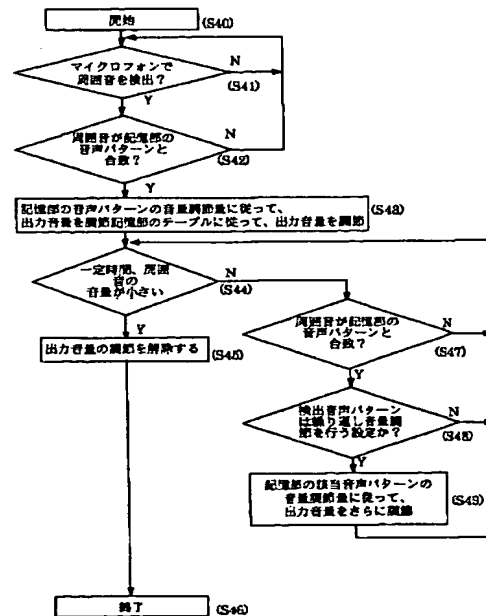 開始
(S40)
マイクロフォンで
周囲音を検出?
N
(S41)
Y
周囲音が記憶部の
音声パターンと
合致?
N
(S42)
Y
記憶部の音声パターンの音量調節量に従って、
出力音量を調節記憶部のテーブルに従って、出力音量を調節
(S43)
一定時間、周囲
音の
音量が小さい
N
(S44)
Y
出力音量の調節を解除する
(S45)
周囲音が記憶部の
音声パターンと
合致?
N
(S47)
Y
検出音声パターン
は繰り返し音量調
節を行う設定か?
N
(S48)
Y
記憶部の該当音声パターンの
音量調節量に従って、
出力音量をさらに調節
(S49)
終了
(S46)